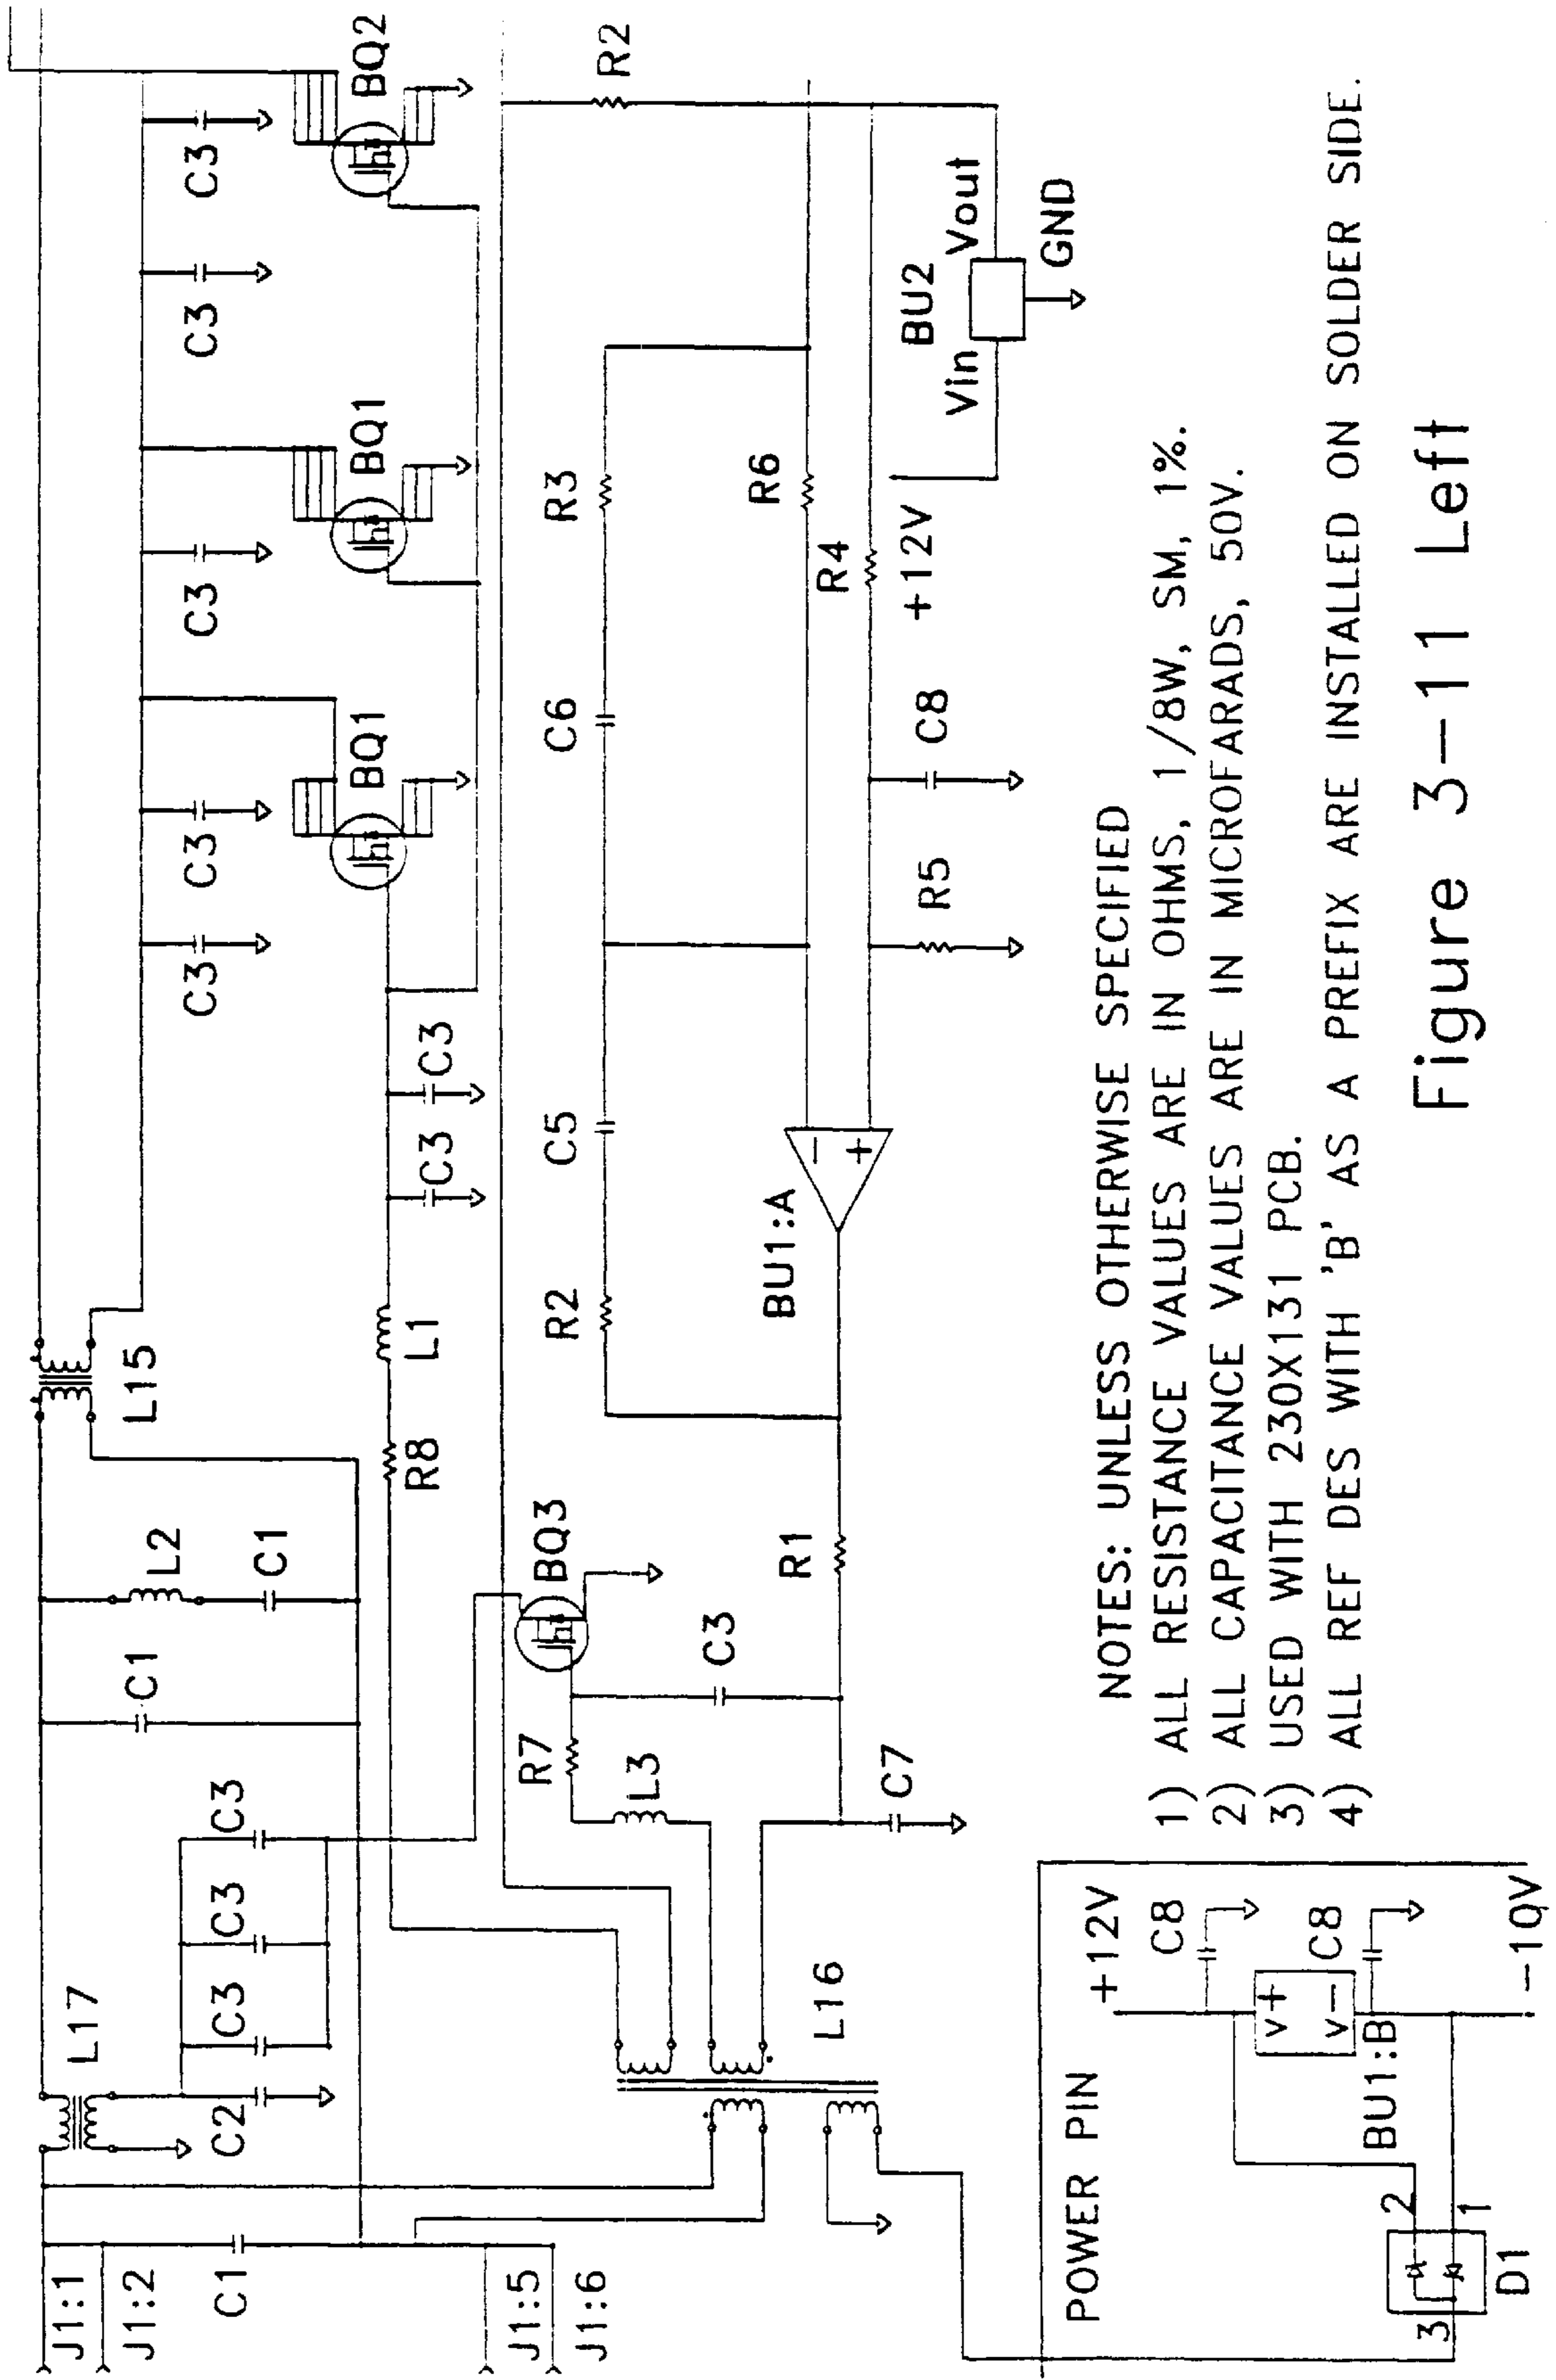 J1:1
J1:2
C1
J1:5
J1:6
L17
C2
C3
C3
C3
C1
L2
C1
L15
C3
C3
C3
C3
C3
BQ1
BQ1
BQ2
R8
L1
C3
C3
BQ3
R7
L3
C3
C7
L16
R1
R2
C5
C6
R3
R2
BU1:A
−
+
R6
R4
R5
C8
+12V
BU2
Vin
Vout
GND
POWER PIN
+12V
C8
v+
v−
C8
BU1:B
−10V
2
1
3
D1
NOTES: UNLESS OTHERWISE SPECIFIED
1) ALL RESISTANCE VALUES ARE IN OHMS, 1/8W, SM, 1%.
2) ALL CAPACITANCE VALUES ARE IN MICROFARADS, 50V.
3) USED WITH 230X131 PCB.
4) ALL REF DES WITH 'B' AS A PREFIX ARE INSTALLED ON SOLDER SIDE.
Figure 3-11 Left